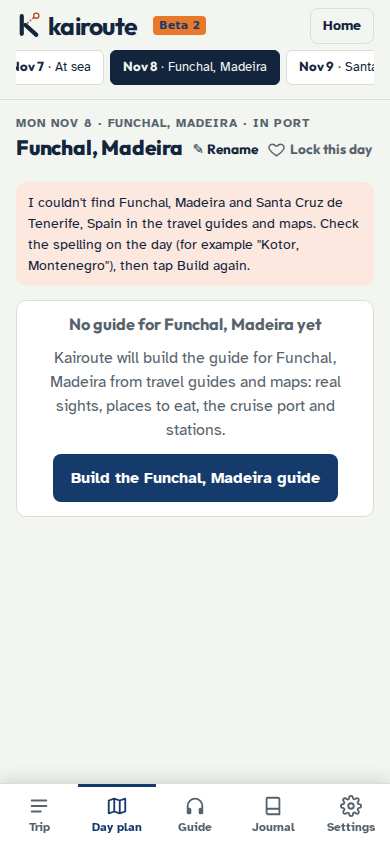 kairoute Beta 2 Home
Nov 7 · At sea Nov 8 · Funchal, Madeira Nov 9 · Santa
MON NOV 8 · FUNCHAL, MADEIRA · IN PORT
Funchal, Madeira ✎ Rename Lock this day
I couldn't find Funchal, Madeira and Santa Cruz de
Tenerife, Spain in the travel guides and maps. Check
the spelling on the day (for example "Kotor,
Montenegro"), then tap Build again.
No guide for Funchal, Madeira yet
Kairoute will build the guide for Funchal,
Madeira from travel guides and maps: real
sights, places to eat, the cruise port and
stations.
Build the Funchal, Madeira guide
Trip Day plan Guide Journal Settings